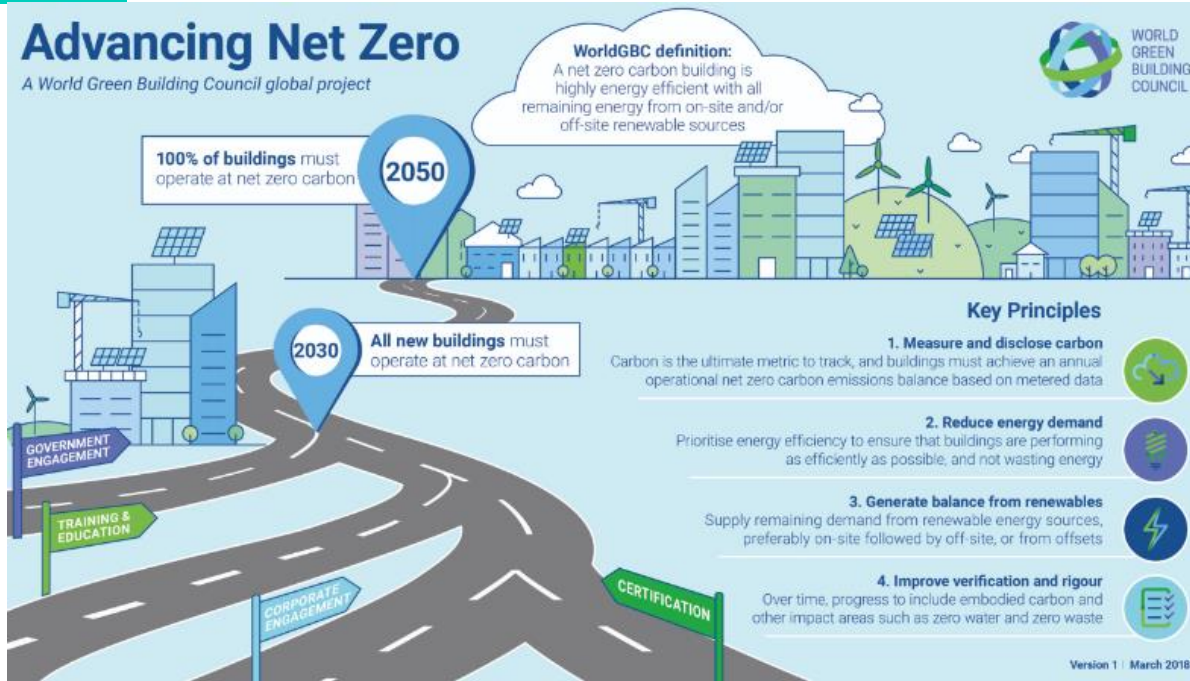 Advancing Net Zero
A World Green Building Council global project
WorldGBC definition:
A net zero carbon building is
highly energy efficient with all
remaining energy from on-site and/or
off-site renewable sources
WORLD
GREEN
BUILDING
COUNCIL
100% of buildings must
operate at net zero carbon
2050
2030
All new buildings must
operate at net zero carbon
GOVERNMENT
ENGAGEMENT
TRAINING &
EDUCATION
CORPORATE
ENGAGEMENT
CERTIFICATION
Key Principles
1. Measure and disclose carbon
Carbon is the ultimate metric to track, and buildings must achieve an annual
operational net zero carbon emissions balance based on metered data
2. Reduce energy demand
Prioritise energy efficiency to ensure that buildings are performing
as efficiently as possible, and not wasting energy
3. Generate balance from renewables
Supply remaining demand from renewable energy sources,
preferably on-site followed by off-site, or from offsets
4. Improve verification and rigour
Over time, progress to include embodied carbon and
other impact areas such as zero water and zero waste
Version 1 | March 2018